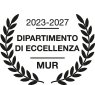 2023-2027
DIPARTIMENTO
DI ECCELLENZA
MUR